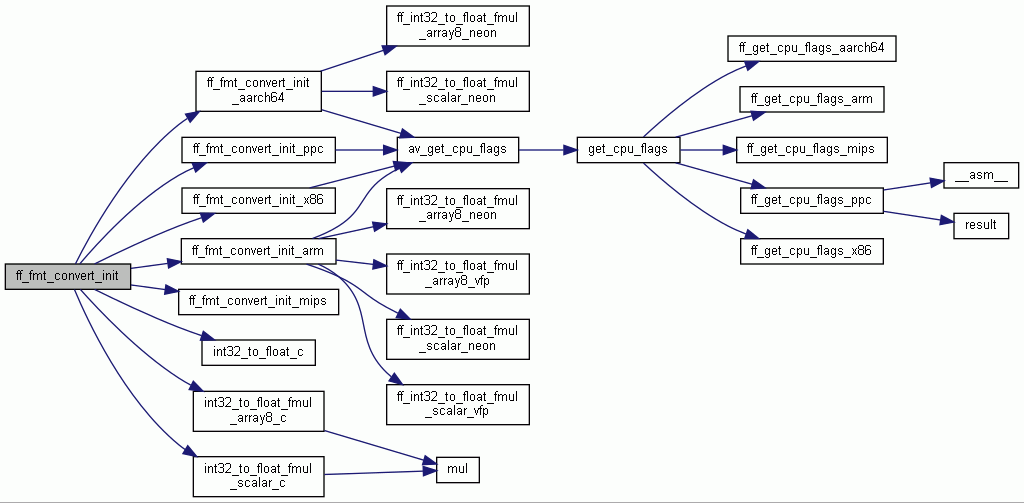 ff_int32_to_float_fmul
_array8_neon
ff_get_cpu_flags_aarch64
ff_fmt_convert_init
_aarch64
ff_int32_to_float_fmul
_scalar_neon
ff_get_cpu_flags_arm
ff_fmt_convert_init_ppc
av_get_cpu_flags
get_cpu_flags
ff_get_cpu_flags_mips
__asm__
ff_fmt_convert_init_x86
ff_int32_to_float_fmul
_array8_neon
ff_get_cpu_flags_ppc
result
ff_fmt_convert_init_arm
ff_get_cpu_flags_x86
ff_fmt_convert_init
ff_int32_to_float_fmul
_array8_vfp
ff_fmt_convert_init_mips
ff_int32_to_float_fmul
_scalar_neon
int32_to_float_c
int32_to_float_fmul
_array8_c
ff_int32_to_float_fmul
_scalar_vfp
int32_to_float_fmul
_scalar_c
mul